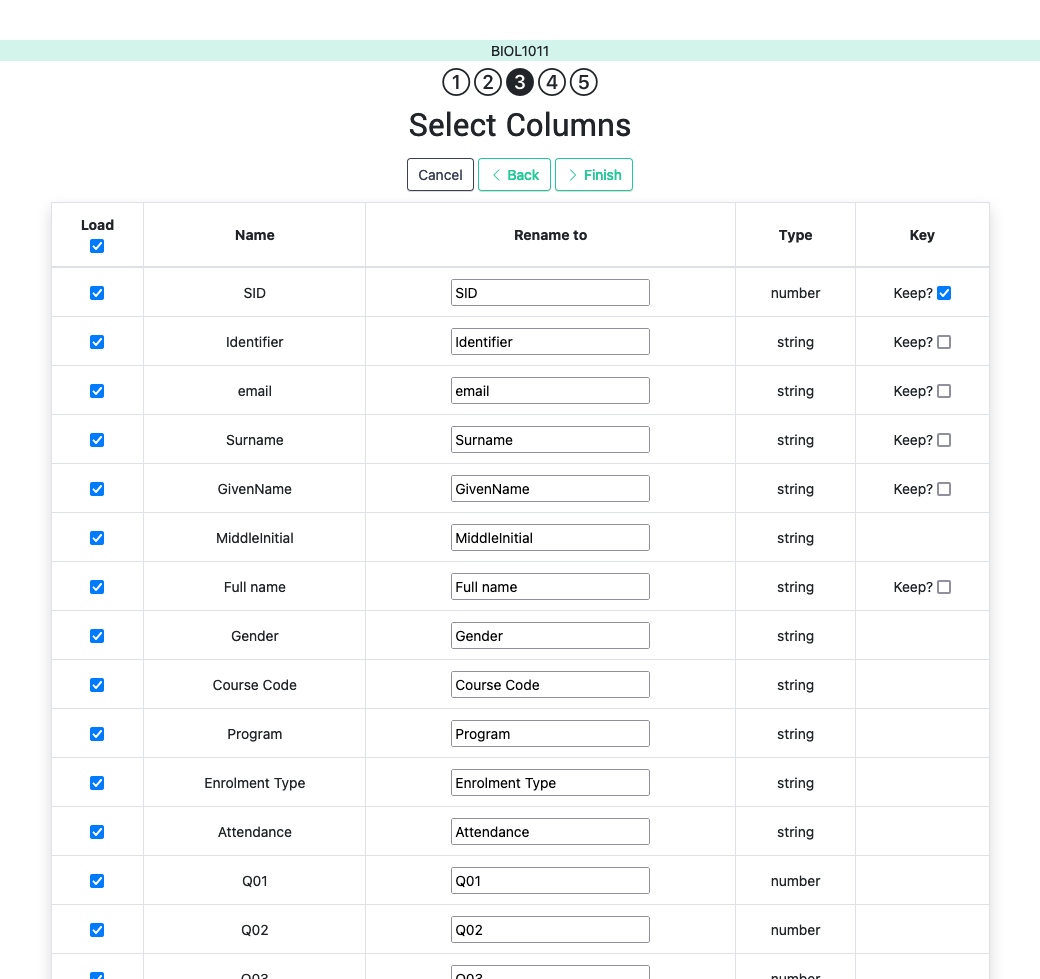 BIOL1011
1 2 3 4 5
Select Columns
Cancel Back Finish
Load Name Rename to Type Key
SID SID number Keep?
Identifier Identifier string Keep?
email email string Keep?
Surname Surname string Keep?
GivenName GivenName string Keep?
MiddleInitial MiddleInitial string
Full name Full name string Keep?
Gender Gender string
Course Code Course Code string
Program Program string
Enrolment Type Enrolment Type string
Attendance Attendance string
Q01 Q01 number
Q02 Q02 number
Q03 Q03 number